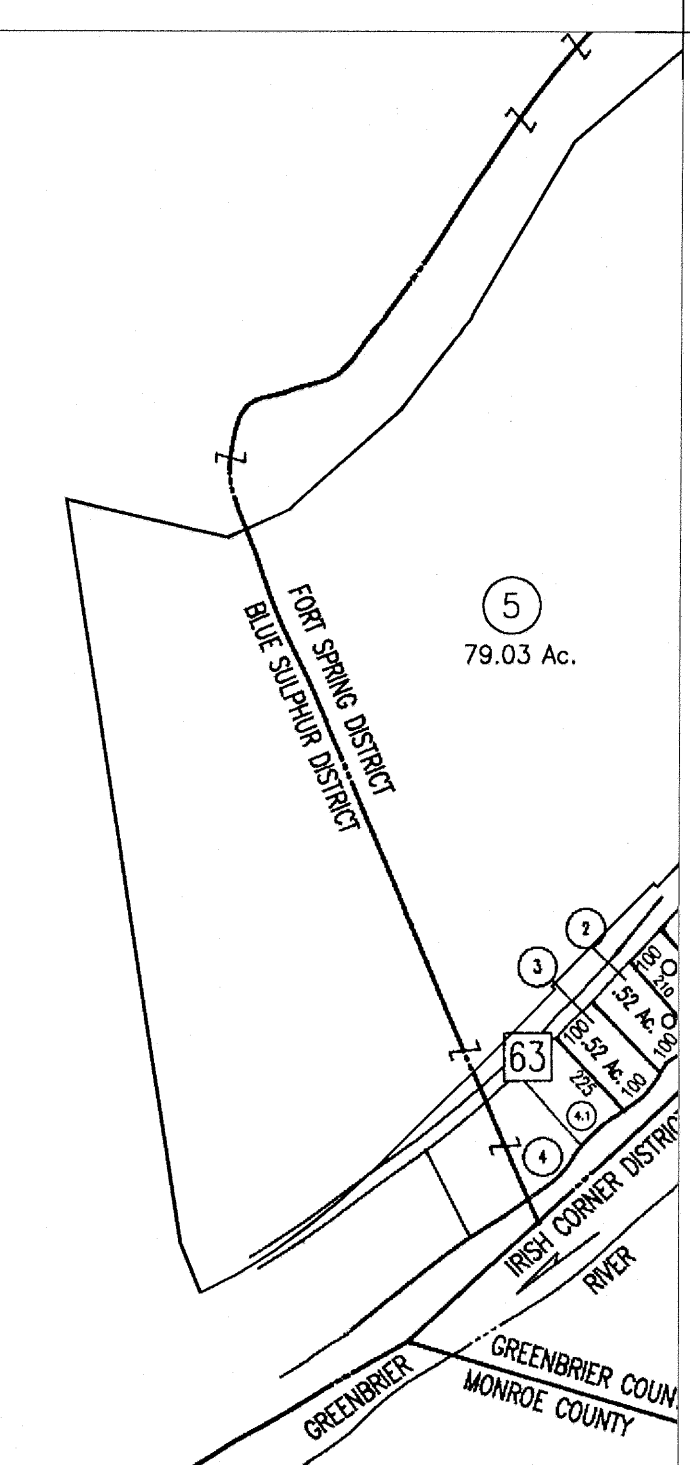 5
79.03 Ac.
FORT SPRING DISTRICT
BLUE SULPHUR DISTRICT
2
3
100
210
.52 Ac.
100
63
100
.52 Ac.
100
225
4.1
4
IRISH CORNER DISTRICT
RIVER
GREENBRIER
GREENBRIER COUN
MONROE COUNTY